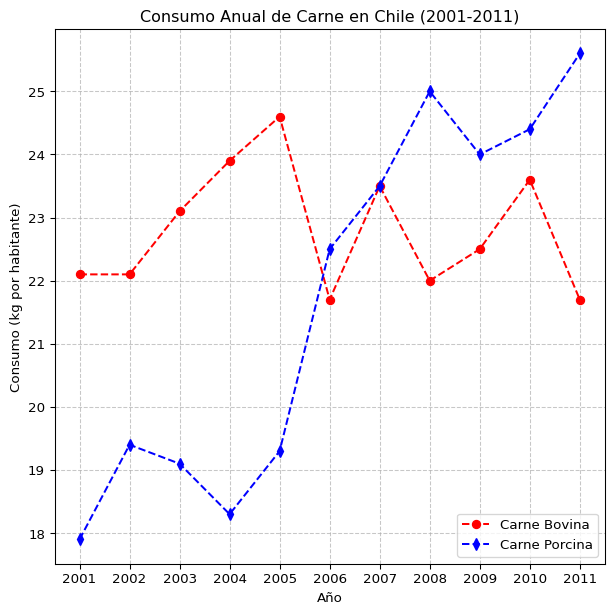 Consumo Anual de Carne en Chile (2001-2011)
Consumo (kg por habitante)
25
24
23
22
21
20
19
18
2001 2002 2003 2004 2005 2006 2007 2008 2009 2010 2011
Año
Carne Bovina
Carne Porcina